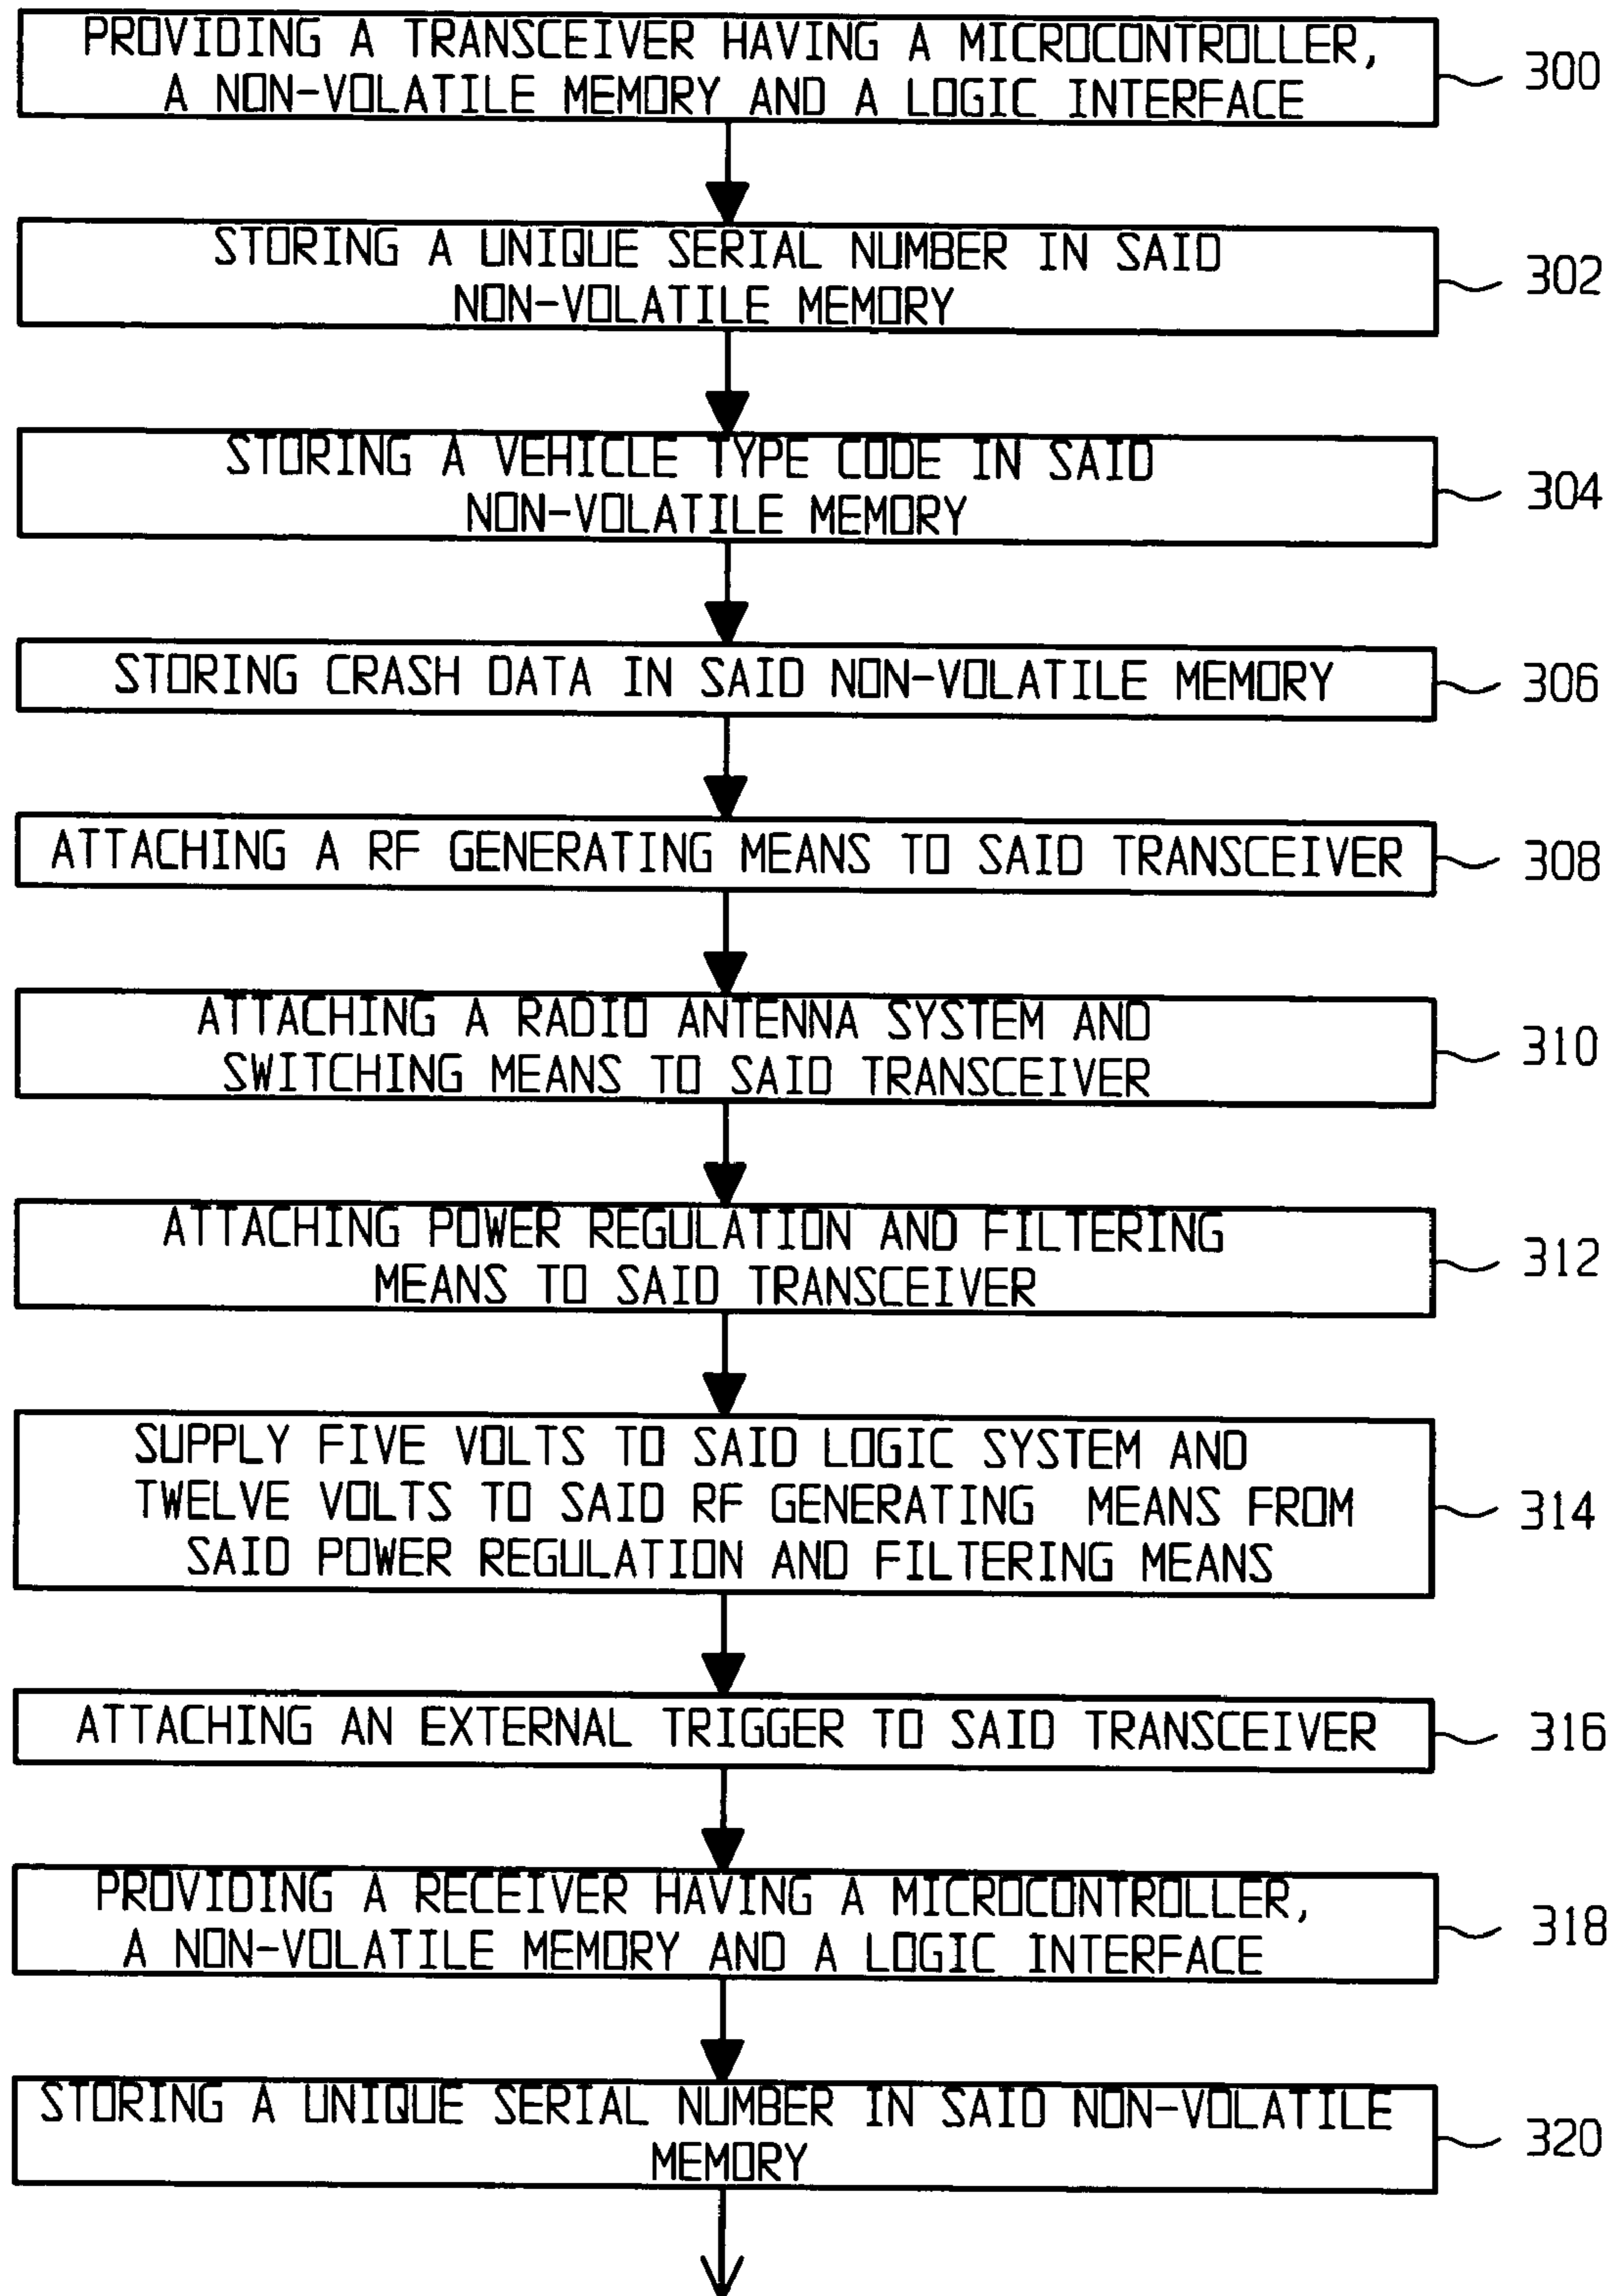 PROVIDING A TRANSCEIVER HAVING A MICROCONTROLLER,
A NON-VOLATILE MEMORY AND A LOGIC INTERFACE
300
STORING A UNIQUE SERIAL NUMBER IN SAID
NON-VOLATILE MEMORY
302
STORING A VEHICLE TYPE CODE IN SAID
NON-VOLATILE MEMORY
304
STORING CRASH DATA IN SAID NON-VOLATILE MEMORY
306
ATTACHING A RF GENERATING MEANS TO SAID TRANSCEIVER
308
ATTACHING A RADIO ANTENNA SYSTEM AND
SWITCHING MEANS TO SAID TRANSCEIVER
310
ATTACHING POWER REGULATION AND FILTERING
MEANS TO SAID TRANSCEIVER
312
SUPPLY FIVE VOLTS TO SAID LOGIC SYSTEM AND
TWELVE VOLTS TO SAID RF GENERATING MEANS FROM
SAID POWER REGULATION AND FILTERING MEANS
314
ATTACHING AN EXTERNAL TRIGGER TO SAID TRANSCEIVER
316
PROVIDING A RECEIVER HAVING A MICROCONTROLLER,
A NON-VOLATILE MEMORY AND A LOGIC INTERFACE
318
STORING A UNIQUE SERIAL NUMBER IN SAID NON-VOLATILE
MEMORY
320